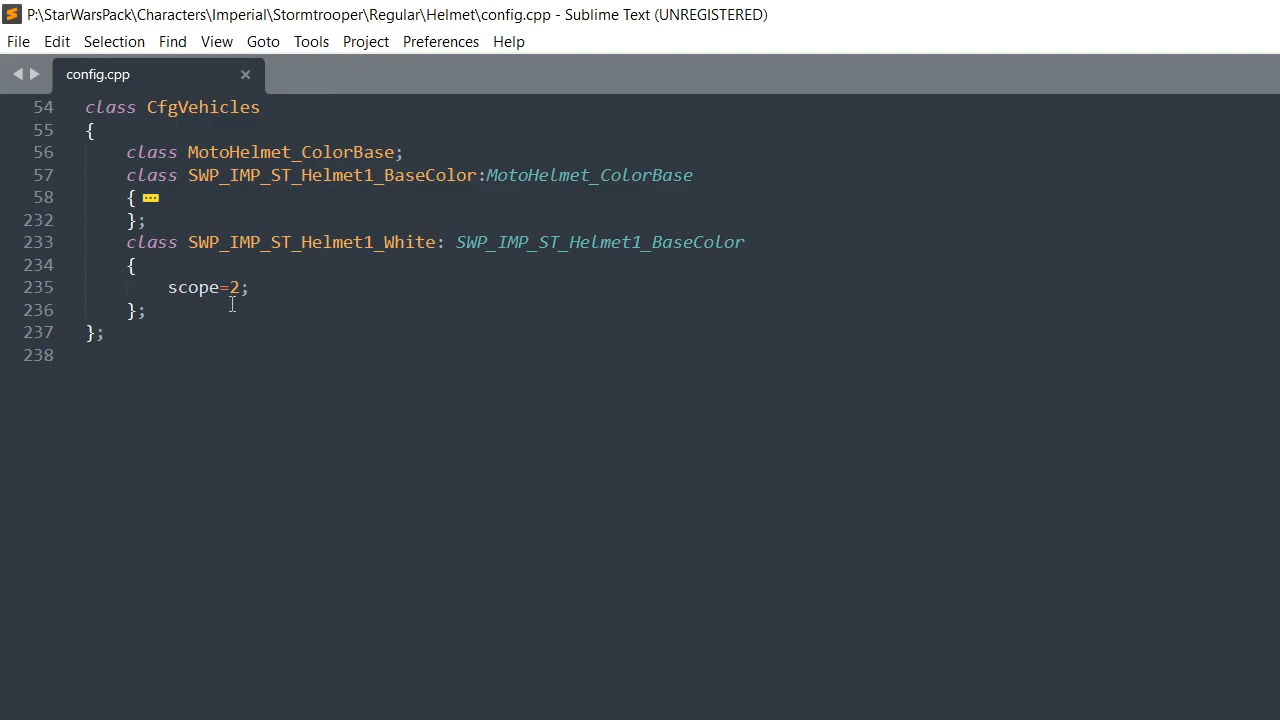 P:\StarWarsPack\Characters\Imperial\Stormtrooper\Regular\Helmet\config.cpp - Sublime Text (UNREGISTERED)
File Edit Selection Find View Goto Tools Project Preferences Help
config.cpp
54 class CfgVehicles
55 {
56 class MotoHelmet_ColorBase;
57 class SWP_IMP_ST_Helmet1_BaseColor:MotoHelmet_ColorBase
58 {
232 };
233 class SWP_IMP_ST_Helmet1_White: SWP_IMP_ST_Helmet1_BaseColor
234 {
235 scope=2;
236 };
237 };
238